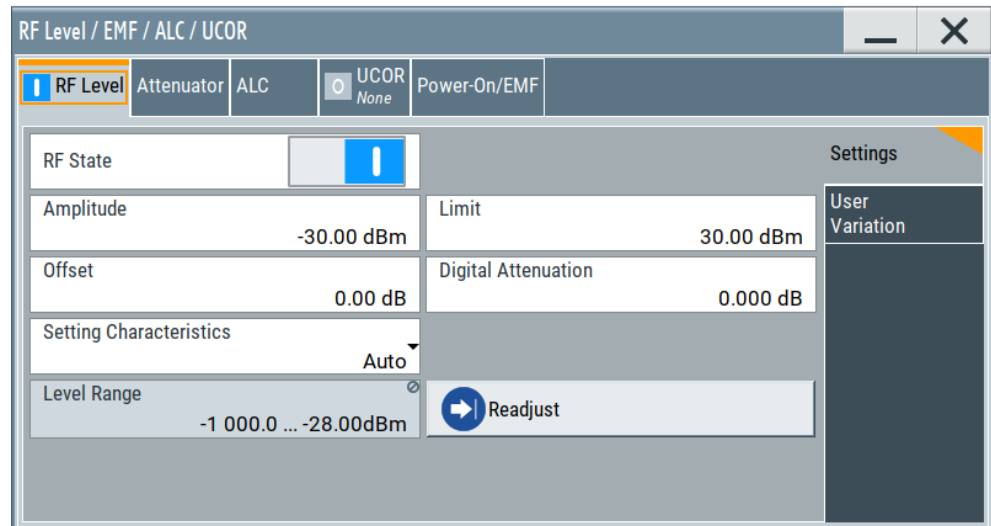 RF Level / EMF / ALC / UCOR
RF Level Attenuator ALC UCOR None Power-On/EMF
RF State
Settings
Amplitude
-30.00 dBm
Limit
30.00 dBm
User
Variation
Offset
0.00 dB
Digital Attenuation
0.000 dB
Setting Characteristics
Auto
Level Range
-1 000.0 ... -28.00dBm
Readjust